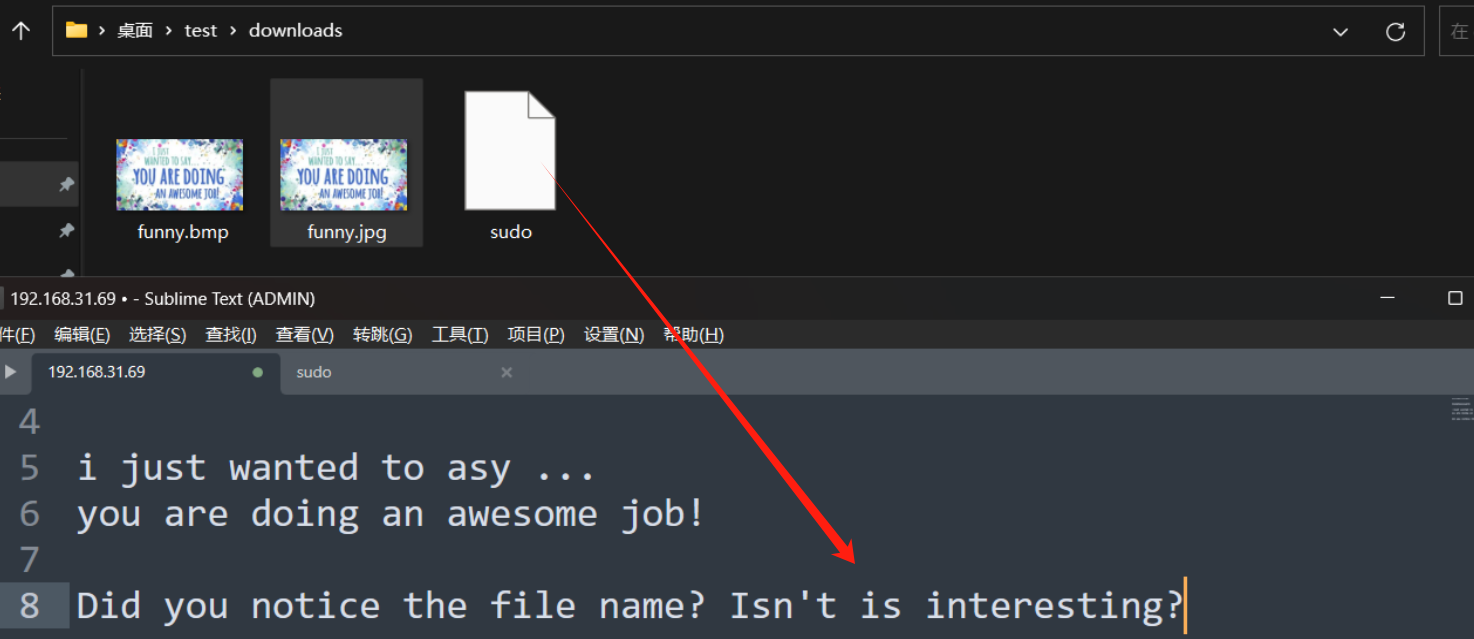 桌面 › test › downloads
在
I JUST
WANTED TO SAY...
YOU ARE DOING
AN AWESOME JOB!
I JUST
WANTED TO SAY...
YOU ARE DOING
AN AWESOME JOB!
funny.bmp
funny.jpg
sudo
192.168.31.69 • - Sublime Text (ADMIN)
件(F) 编辑(E) 选择(S) 查找(I) 查看(V) 转跳(G) 工具(T) 项目(P) 设置(N) 帮助(H)
192.168.31.69
sudo
4
5 i just wanted to asy ...
6 you are doing an awesome job!
7
8 Did you notice the file name? Isn't is interesting?